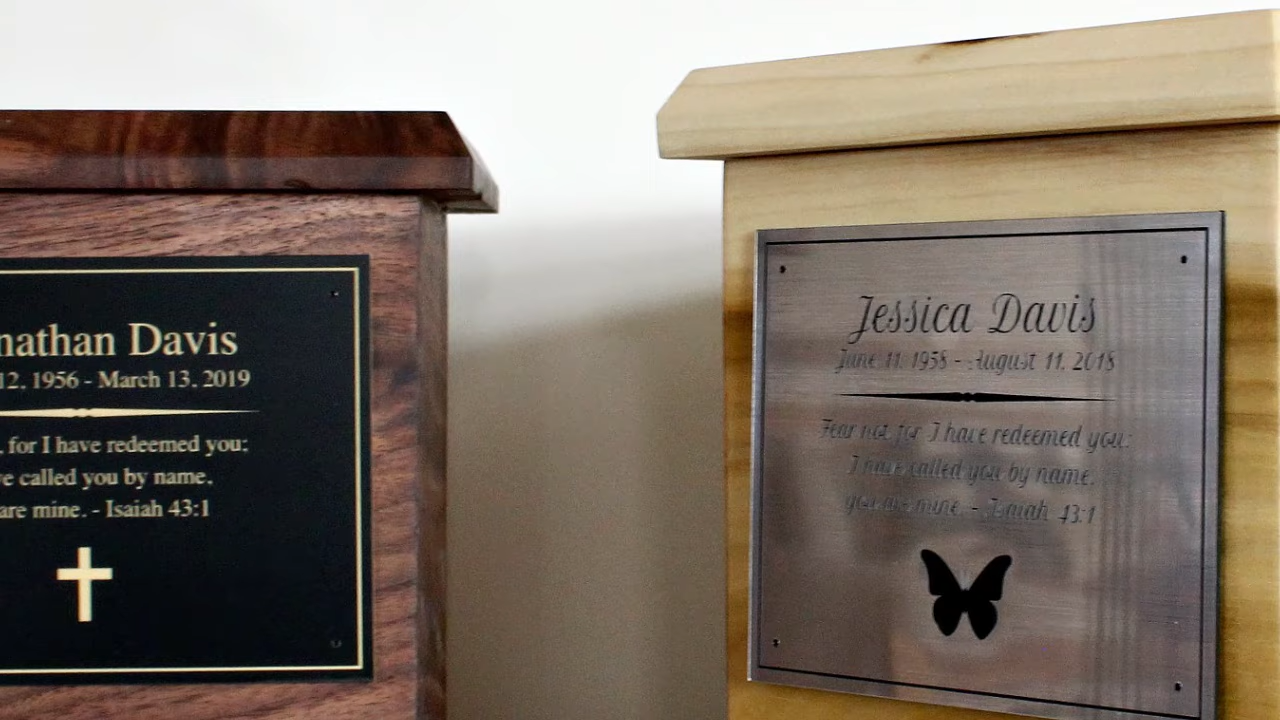 nathan Davis
12, 1956 - March 13, 2019
, for I have redeemed you;
ve called you by name,
are mine. - Isaiah 43:1
Jessica Davis
June 11, 1958 - August 11, 2018
Fear not, for I have redeemed you;
I have called you by name,
you are mine. - Isaiah 43:1